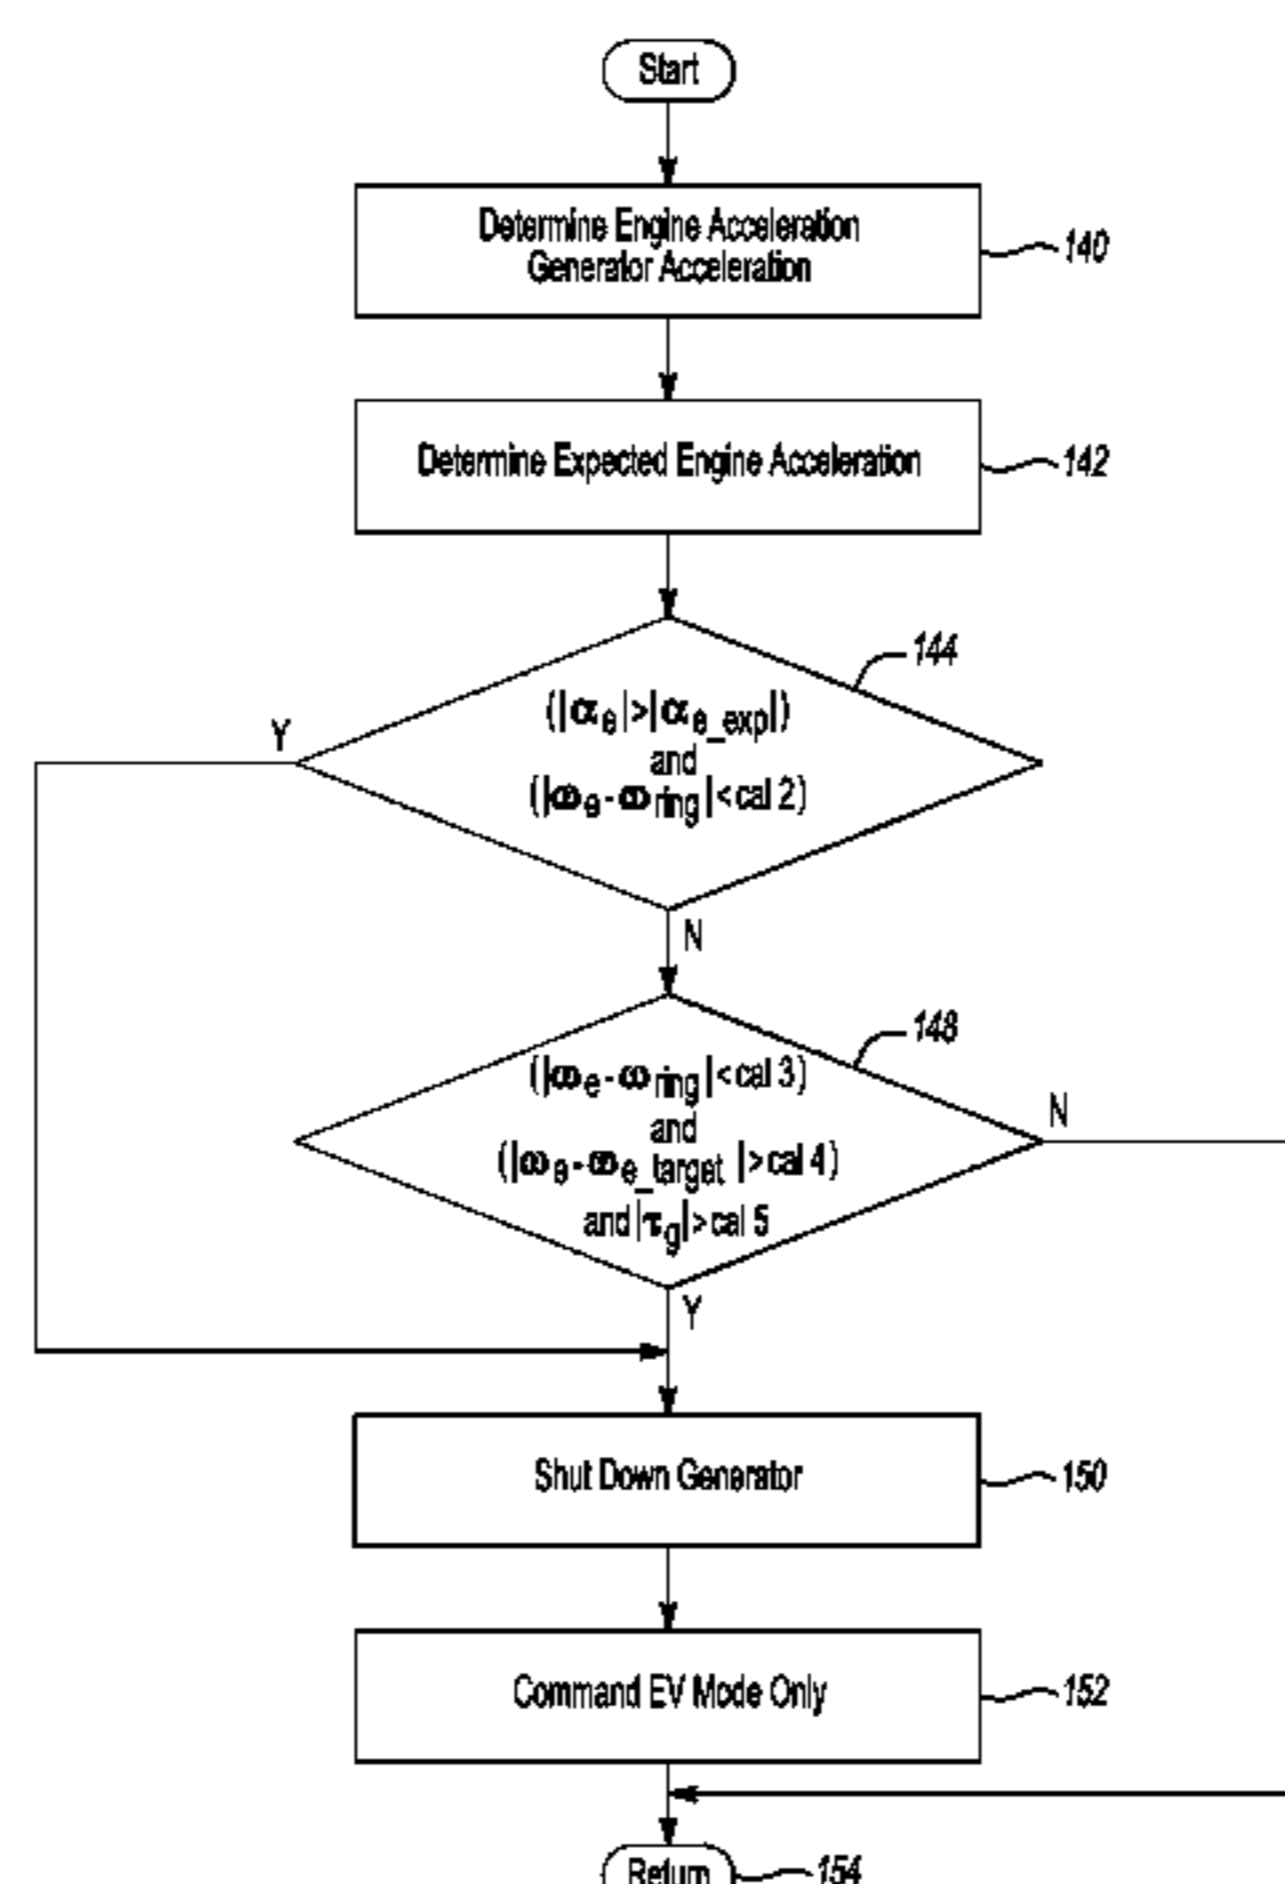 Start
Determine Engine Acceleration
Generator Acceleration
140
Determine Expected Engine Acceleration
142
144
(|αe|>|αe_exp|)
and
(|ωe-ωring|<cal 2)
Y
N
148
(|ωe-ωring|<cal 3)
and
(|ωe-ωe_target|>cal 4)
and|τg|>cal 5
N
Y
Shut Down Generator
150
Command EV Mode Only
152
Return
154